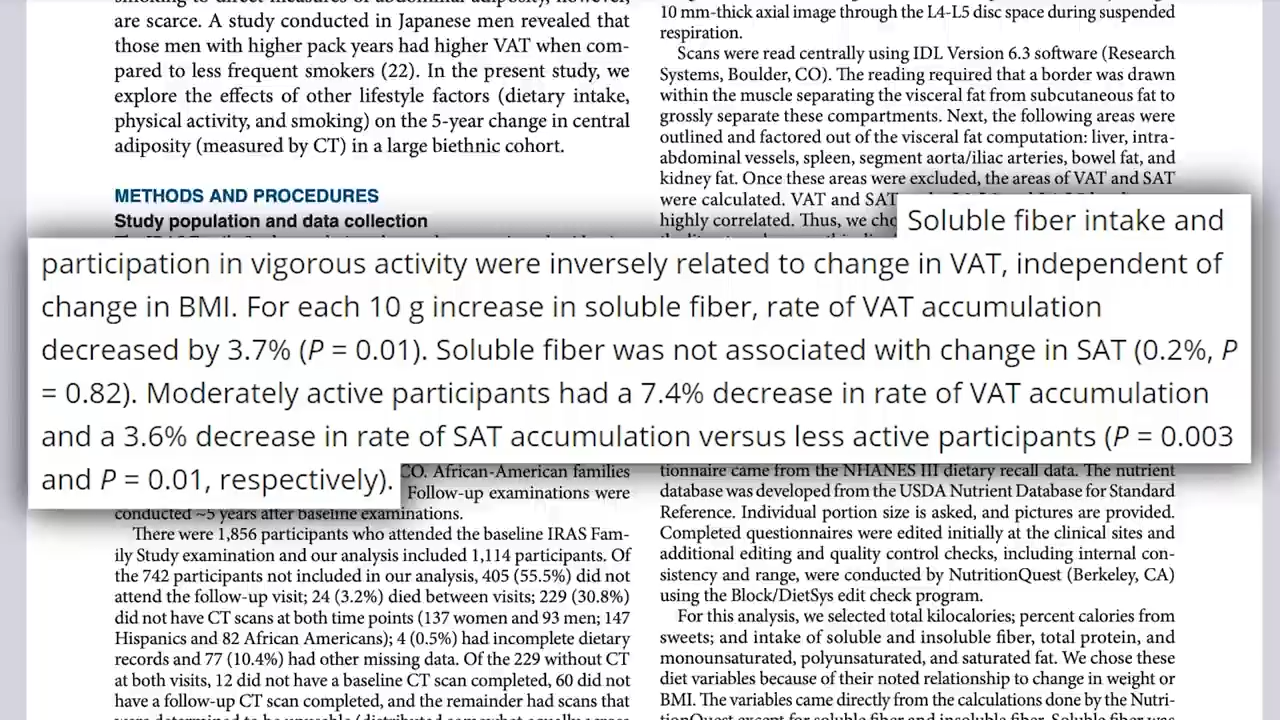 smoking to direct measures of abdominal adiposity, however,
are scarce. A study conducted in Japanese men revealed that
those men with higher pack years had higher VAT when com-
pared to less frequent smokers (22). In the present study, we
explore the effects of other lifestyle factors (dietary intake,
physical activity, and smoking) on the 5-year change in central
adiposity (measured by CT) in a large biethnic cohort.
METHODS AND PROCEDURES
Study population and data collection
10 mm-thick axial image through the L4-L5 disc space during suspended
respiration.
Scans were read centrally using IDL Version 6.3 software (Research
Systems, Boulder, CO). The reading required that a border was drawn
within the muscle separating the visceral fat from subcutaneous fat to
grossly separate these compartments. Next, the following areas were
outlined and factored out of the visceral fat computation: liver, intra-
abdominal vessels, spleen, segment aorta/iliac arteries, bowel fat, and
kidney fat. Once these areas were excluded, the areas of VAT and SAT
were calculated. VAT and SAT
highly correlated. Thus, we cho
Soluble fiber intake and
participation in vigorous activity were inversely related to change in VAT, independent of
change in BMI. For each 10 g increase in soluble fiber, rate of VAT accumulation
decreased by 3.7% (P = 0.01). Soluble fiber was not associated with change in SAT (0.2%, P
= 0.82). Moderately active participants had a 7.4% decrease in rate of VAT accumulation
and a 3.6% decrease in rate of SAT accumulation versus less active participants (P = 0.003
and P = 0.01, respectively).
CO. African-American families
Follow-up examinations were
conducted ~5 years after baseline examinations.
There were 1,856 participants who attended the baseline IRAS Fam-
ily Study examination and our analysis included 1,114 participants. Of
the 742 participants not included in our analysis, 405 (55.5%) did not
attend the follow-up visit; 24 (3.2%) died between visits; 229 (30.8%)
did not have CT scans at both time points (137 women and 93 men; 147
Hispanics and 82 African Americans); 4 (0.5%) had incomplete dietary
records and 77 (10.4%) had other missing data. Of the 229 without CT
at both visits, 12 did not have a baseline CT scan completed, 60 did not
have a follow-up CT scan completed, and the remainder had scans that
tionnaire came from the NHANES III dietary recall data. The nutrient
database was developed from the USDA Nutrient Database for Standard
Reference. Individual portion size is asked, and pictures are provided.
Completed questionnaires were edited initially at the clinical sites and
additional editing and quality control checks, including internal con-
sistency and range, were conducted by NutritionQuest (Berkeley, CA)
using the Block/DietSys edit check program.
For this analysis, we selected total kilocalories; percent calories from
sweets; and intake of soluble and insoluble fiber, total protein, and
monounsaturated, polyunsaturated, and saturated fat. We chose these
diet variables because of their noted relationship to change in weight or
BMI. The variables came directly from the calculations done by the Nutri-
tionQuest except for soluble fiber and insoluble fiber. Soluble fiber was